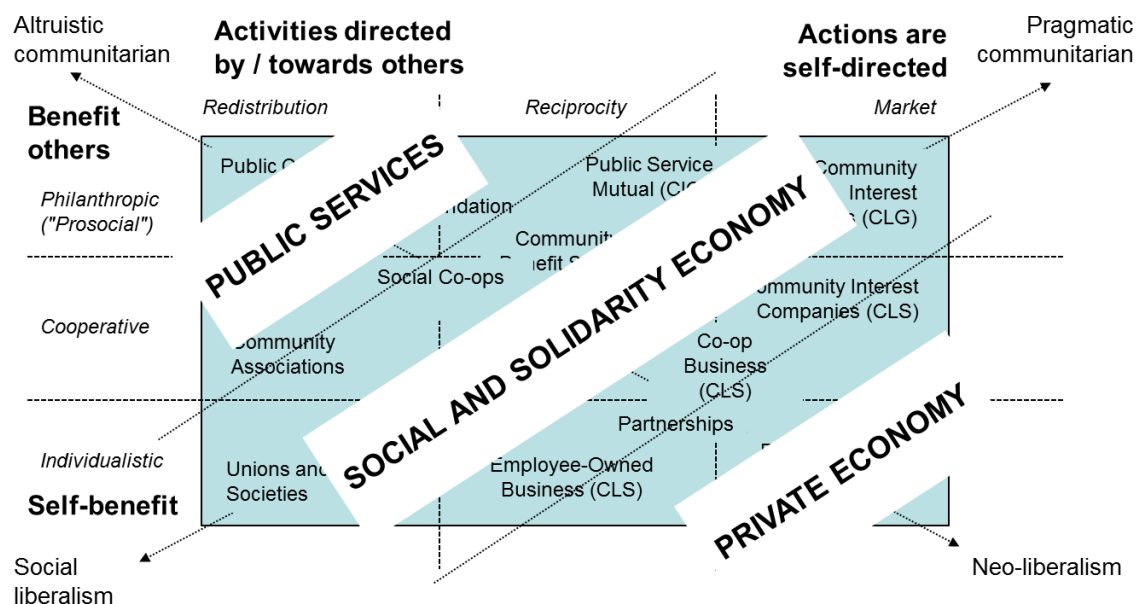 Altruistic
communitarian
Activities directed
by / towards others
Actions are
self-directed
Pragmatic
communitarian
Redistribution
Reciprocity
Market
Benefit
others
Philanthropic
("Prosocial")
Cooperative
Individualistic
Self-benefit
Public
PUBLIC SERVICES
Public Service
Mutual
Community
Interest
(CLG)
Community
Social Co-ops
SOCIAL AND SOLIDARITY ECONOMY
Community Interest
Companies (CLS)
Community
Associations
Co-op
Business
(CLS)
Partnerships
PRIVATE ECONOMY
Unions and
Societies
Employee-Owned
Business (CLS)
Social
liberalism
Neo-liberalism